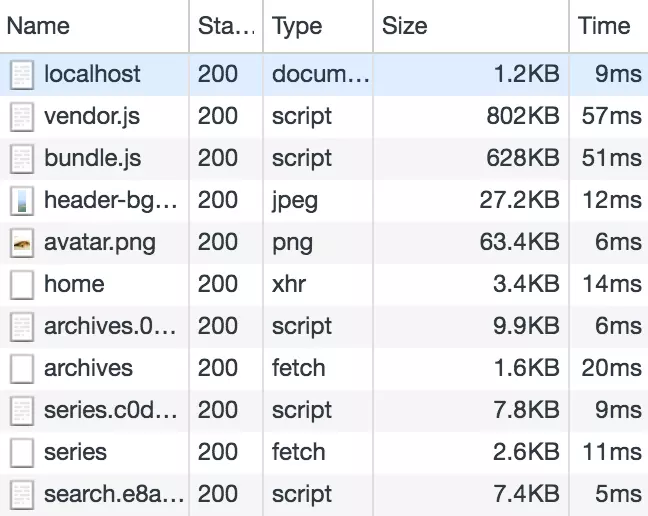 Name Sta... Type Size Time
localhost 200 docum... 1.2KB 9ms
vendor.js 200 script 802KB 57ms
bundle.js 200 script 628KB 51ms
header-bg... 200 jpeg 27.2KB 12ms
avatar.png 200 png 63.4KB 6ms
home 200 xhr 3.4KB 14ms
archives.0... 200 script 9.9KB 6ms
archives 200 fetch 1.6KB 20ms
series.c0d... 200 script 7.8KB 9ms
series 200 fetch 2.6KB 11ms
search.e8a... 200 script 7.4KB 5ms